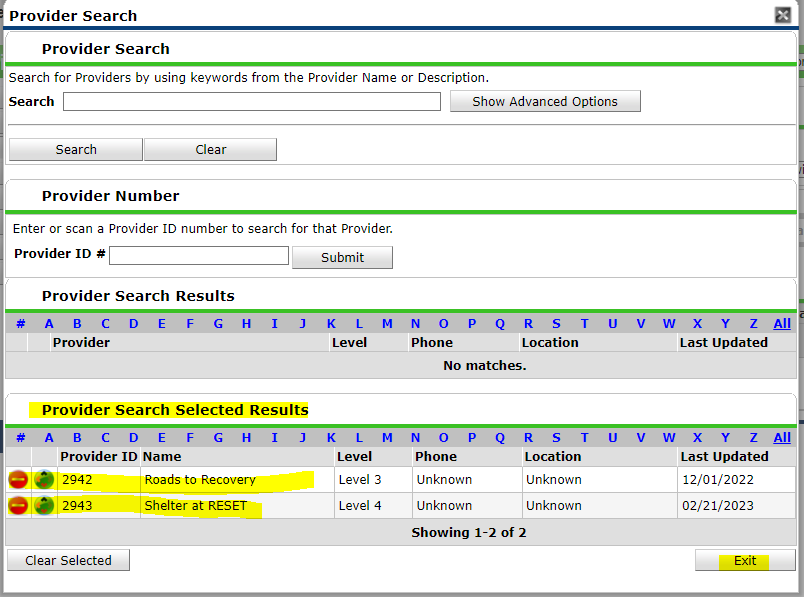 Provider Search
Provider Search
Search for Providers by using keywords from the Provider Name or Description.
Search Show Advanced Options
Search Clear
Provider Number
Enter or scan a Provider ID number to search for that Provider.
Provider ID # Submit
Provider Search Results
# A B C D E F G H I J K L M N O P Q R S T U V W X Y Z All
Provider Level Phone Location Last Updated
No matches.
Provider Search Selected Results
# A B C D E F G H I J K L M N O P Q R S T U V W X Y Z All
Provider ID Name Level Phone Location Last Updated
2942 Roads to Recovery Level 3 Unknown Unknown 12/01/2022
2943 Shelter at RESET Level 4 Unknown Unknown 02/21/2023
Showing 1-2 of 2
Clear Selected Exit